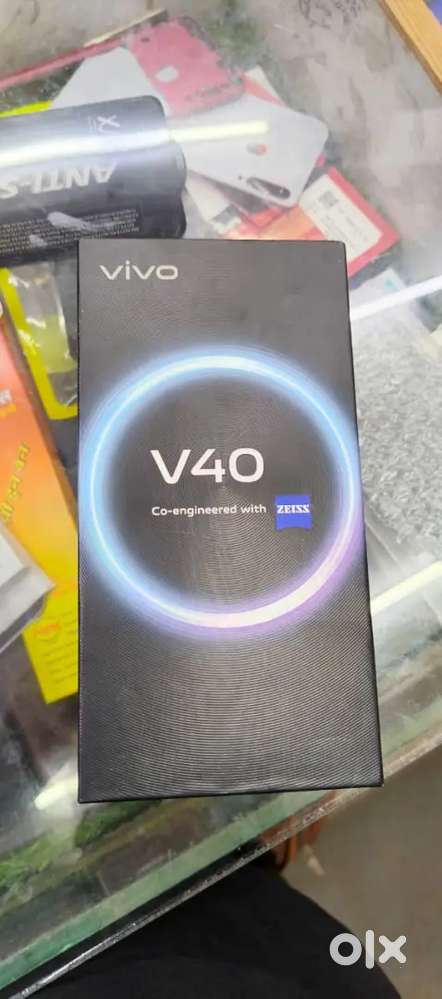 ANTI-S
vivo
V40
Co-engineered with ZEISS
olx